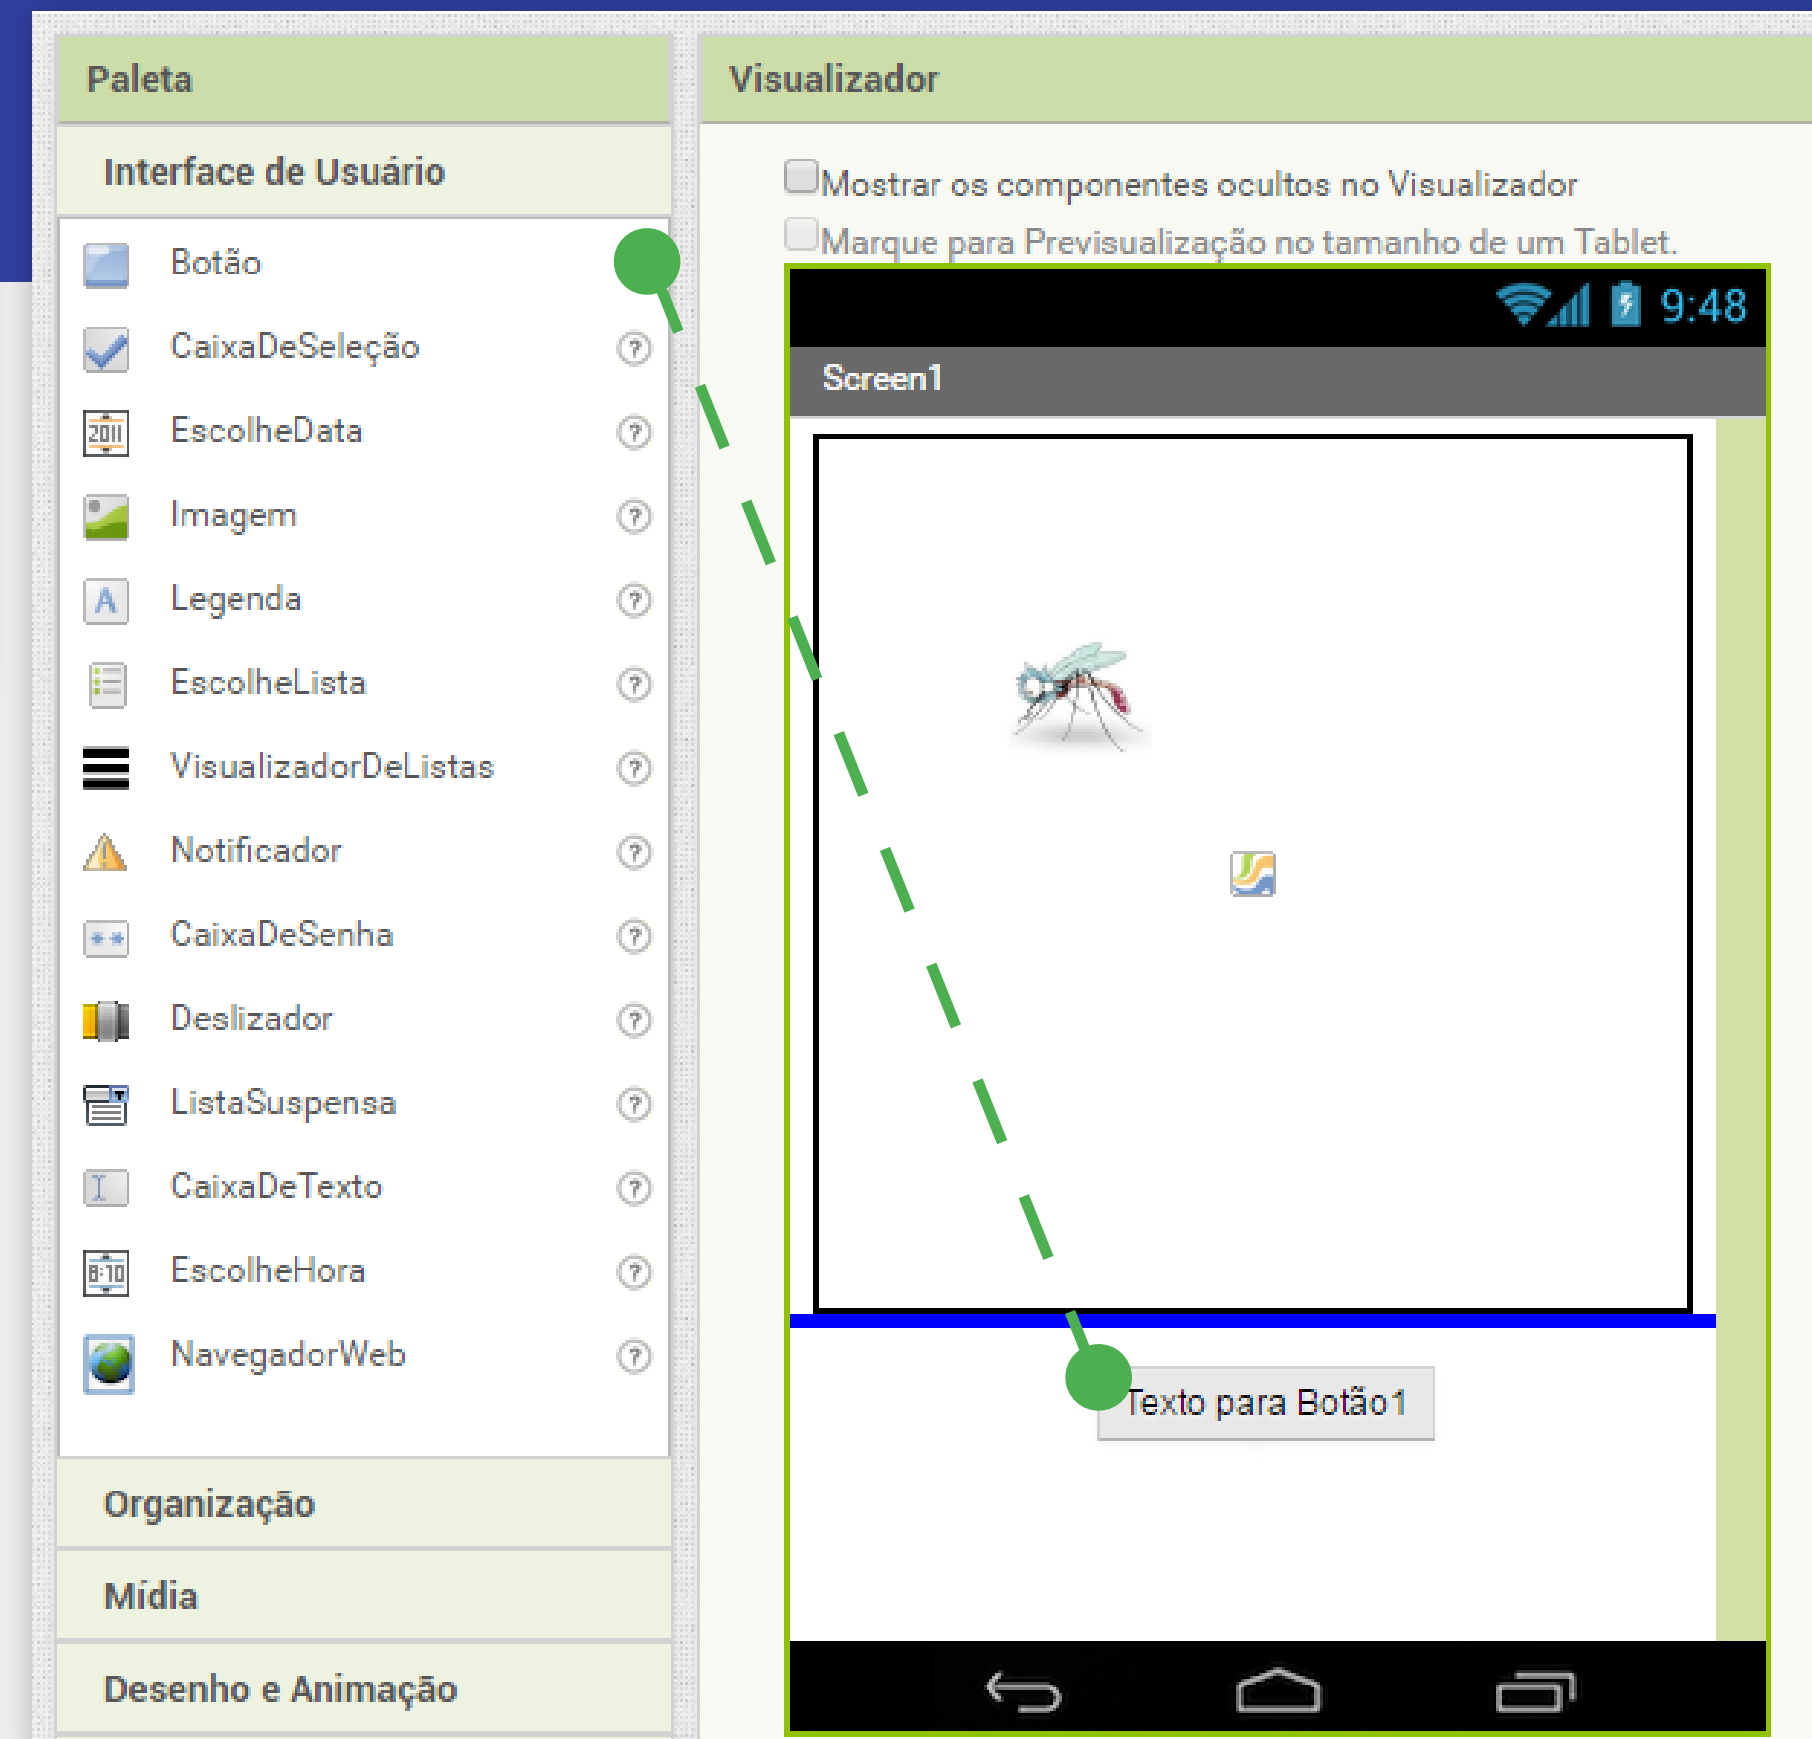 Paleta
Interface de Usuário
Botão
CaixaDeSeleção
EscolheData
Imagem
Legenda
EscolheLista
VisualizadorDeListas
Notificador
CaixaDeSenha
Deslizador
ListaSuspensa
CaixaDeTexto
EscolheHora
NavegadorWeb
Organização
Mídia
Desenho e Animação
Visualizador
Mostrar os componentes ocultos no Visualizador
Marque para Previsualização no tamanho de um Tablet.
9:48
Screen1
Texto para Botão1